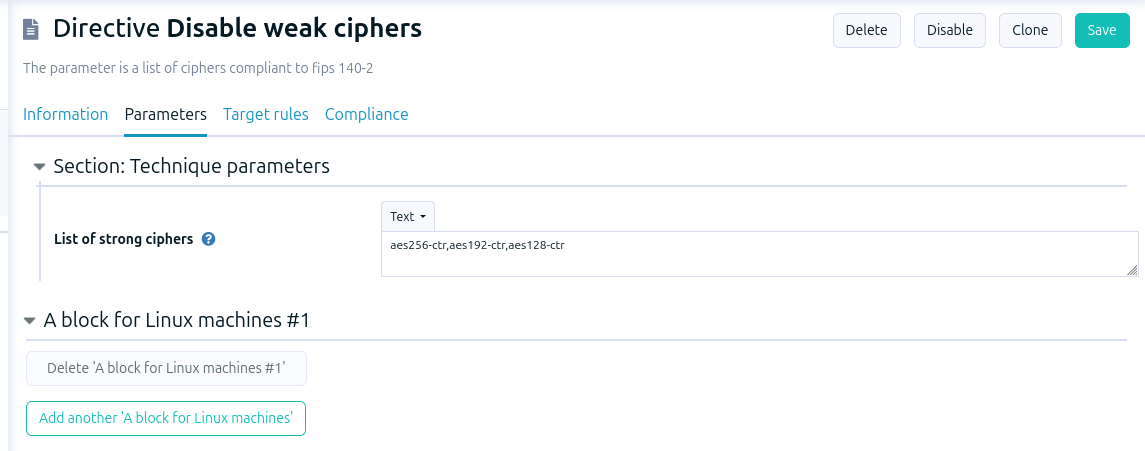 Directive Disable weak ciphers
Delete
Disable
Clone
Save
The parameter is a list of ciphers compliant to fips 140-2
Information
Parameters
Target rules
Compliance
Section: Technique parameters
Text
List of strong ciphers
aes256-ctr,aes192-ctr,aes128-ctr
A block for Linux machines #1
Delete 'A block for Linux machines #1'
Add another 'A block for Linux machines'